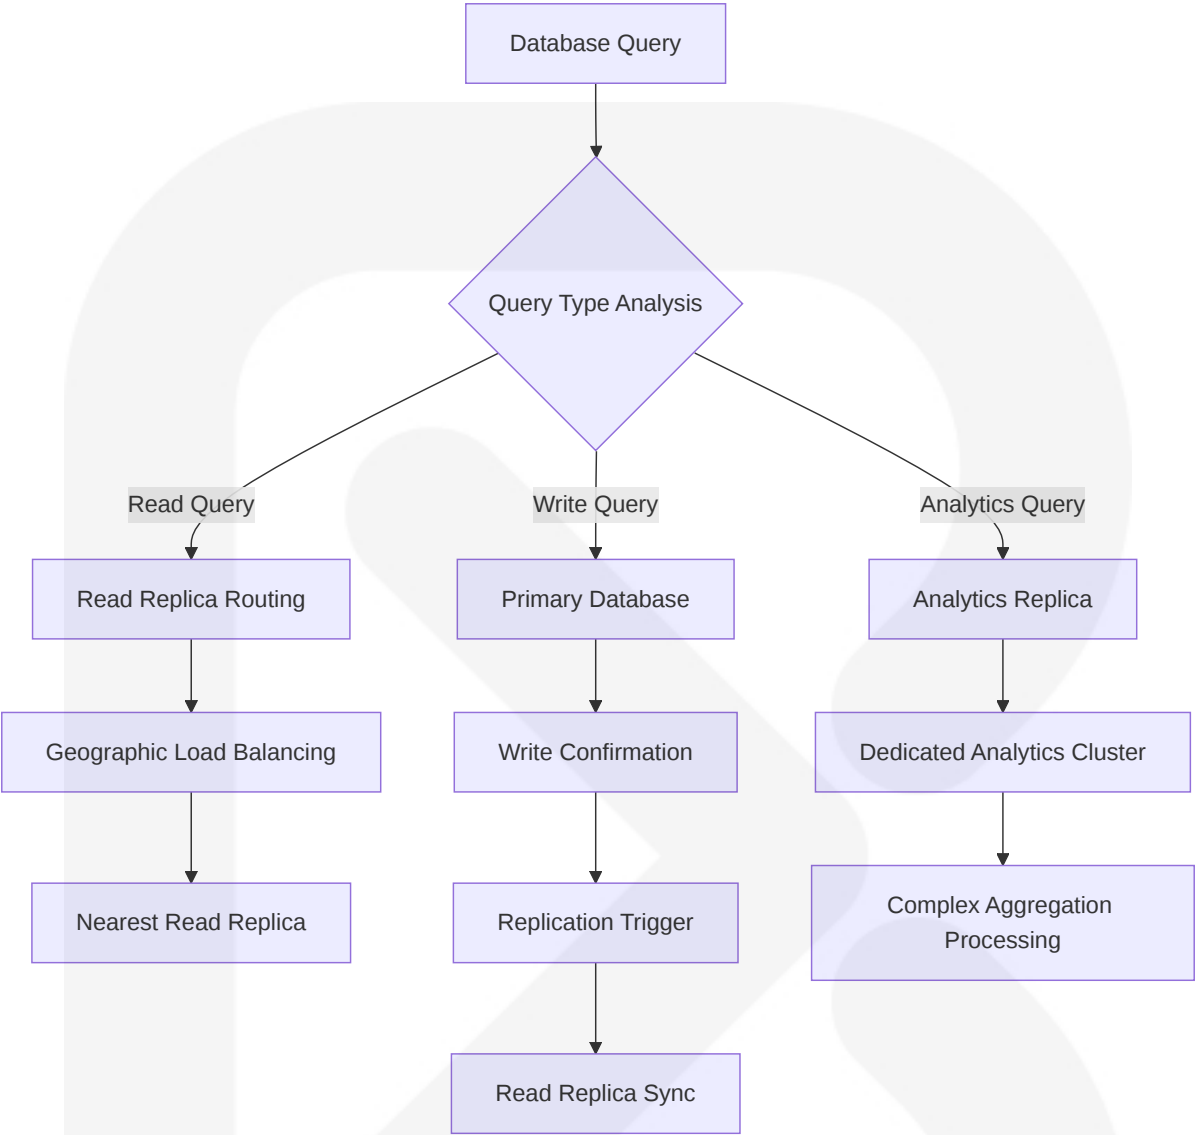 Database Query
Query Type Analysis
Read Query
Write Query
Analytics Query
Read Replica Routing
Primary Database
Analytics Replica
Geographic Load Balancing
Write Confirmation
Dedicated Analytics Cluster
Nearest Read Replica
Replication Trigger
Complex Aggregation
Processing
Read Replica Sync